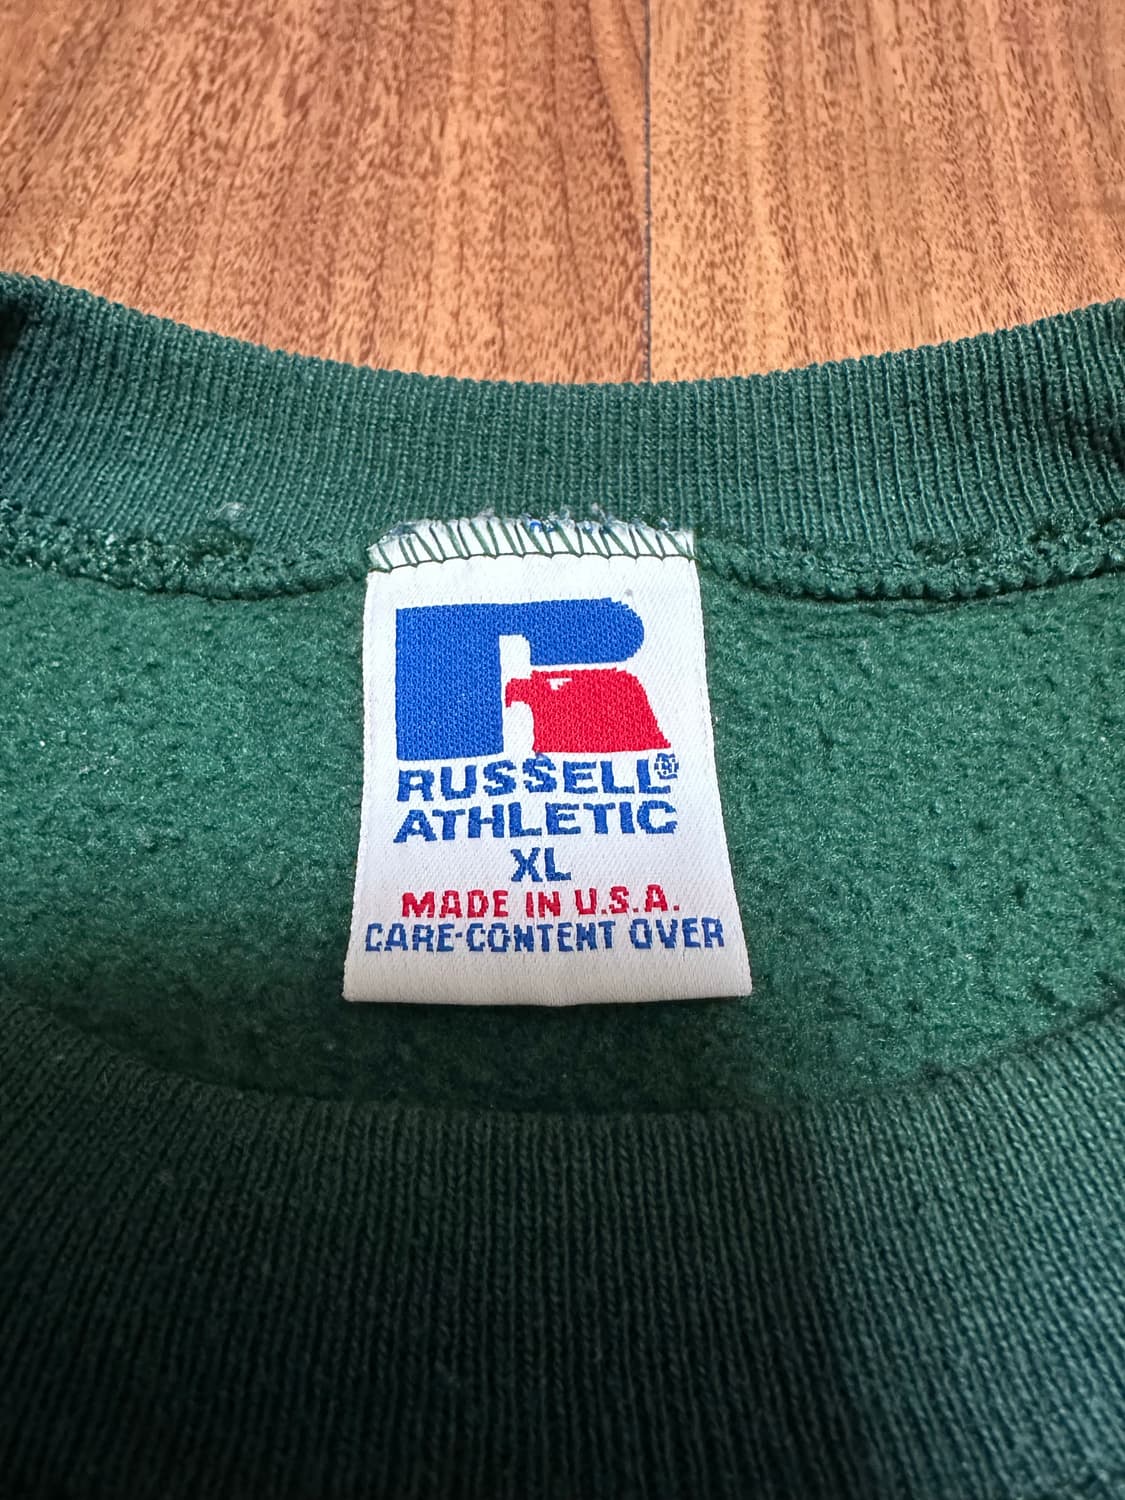 RUSSELL®
ATHLETIC
XL
MADE IN U.S.A.
CARE-CONTENT OVER